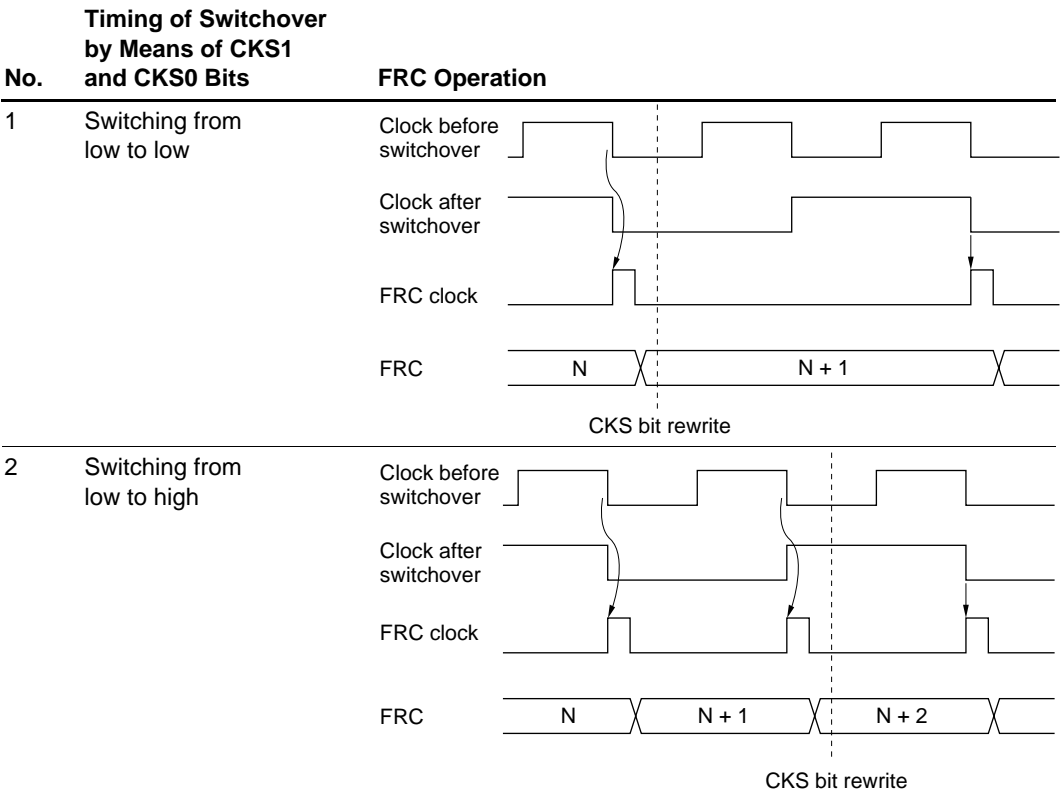 No.
Timing of Switchover
by Means of CKS1
and CKS0 Bits
FRC Operation
1
Switching from
low to low
Clock before
switchover
Clock after
switchover
FRC clock
FRC
N
N + 1
CKS bit rewrite
2
Switching from
low to high
Clock before
switchover
Clock after
switchover
FRC clock
FRC
N
N + 1
N + 2
CKS bit rewrite